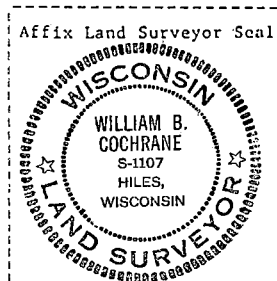 Affix Land Surveyor Seal
WISCONSIN
WILLIAM B.
COCHRANE
S-1107
HILES,
WISCONSIN
LAND SURVEYOR